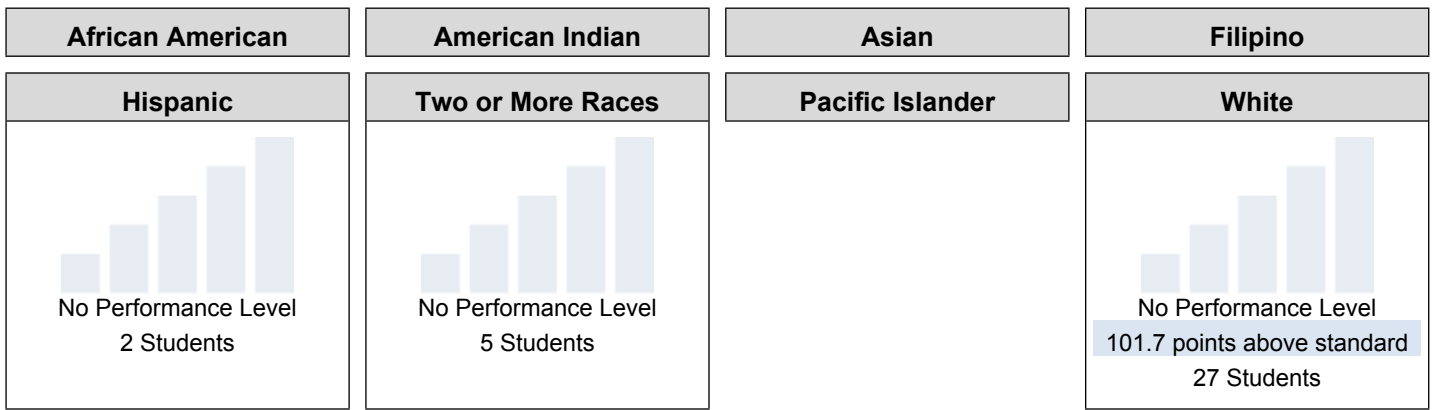 African American
American Indian
Asian
Filipino
Hispanic
No Performance Level
2 Students
Two or More Races
No Performance Level
5 Students
Pacific Islander
White
No Performance Level
101.7 points above standard
27 Students